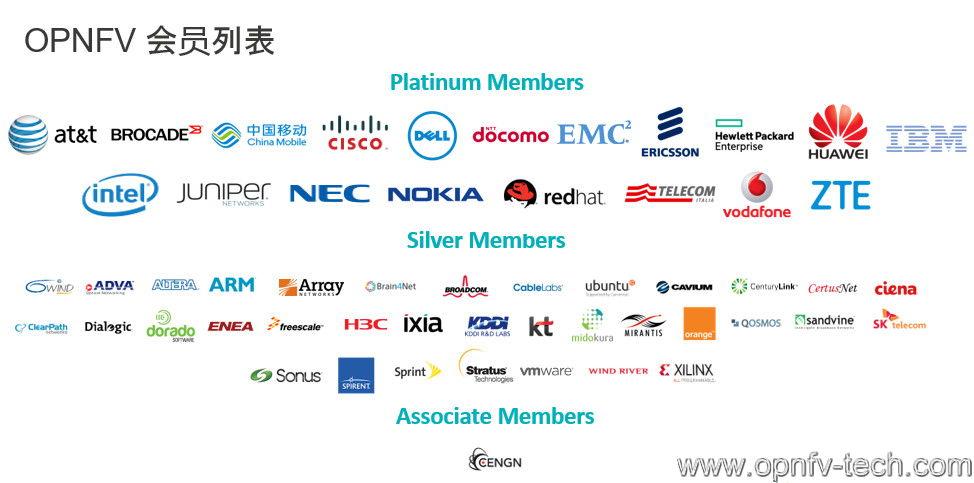 OPNFV 会员列表
Platinum Members
at&t BROCADE 中国移动 China Mobile CISCO DELL NTT docomo EMC² ERICSSON Hewlett Packard Enterprise HUAWEI IBM
intel JUNIPER NETWORKS NEC NOKIA redhat TELECOM ITALIA vodafone ZTE
Silver Members
6WIND ADVA Optical Networking ALTERA ARM Array NETWORKS Brain4Net BROADCOM CableLabs ubuntu CAVIUM CenturyLink CertusNet ciena
ClearPath NETWORKS Dialogic dorado SOFTWARE ENEA freescale H3C ixia KDDI KDDI R&D LABS kt midokura MIRANTIS orange QOSMOS sandvine SK telecom
Sonus SPIRENT Sprint Stratus Technologies vmware WIND RIVER XILINX ALL PROGRAMMABLE
Associate Members
CENGN
www.opnfv-tech.com